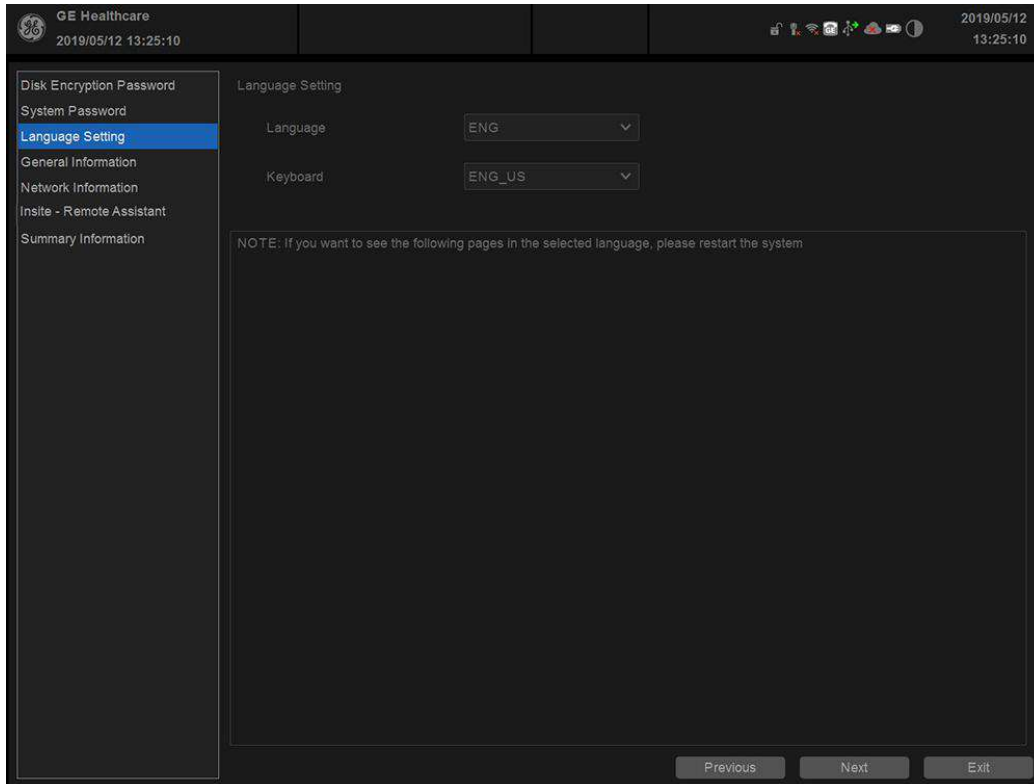 GE Healthcare
2019/05/12 13:25:10
GE
2019/05/12
13:25:10
Disk Encryption Password
System Password
Language Setting
General Information
Network Information
Insite - Remote Assistant
Summary Information
Language Setting
Language ENG
Keyboard ENG_US
NOTE: If you want to see the following pages in the selected language, please restart the system
Previous Next Exit